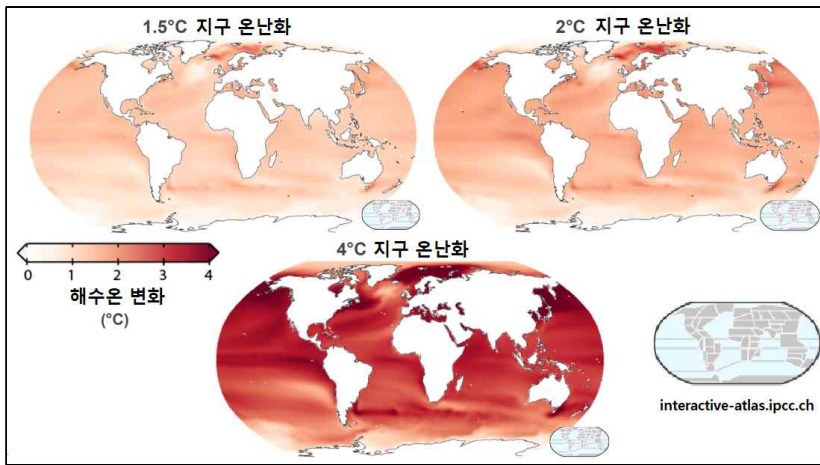 1.5°C 지구 온난화
2°C 지구 온난화
0 1 2 3 4
해수온 변화
(°C)
4°C 지구 온난화
interactive-atlas.ipcc.ch